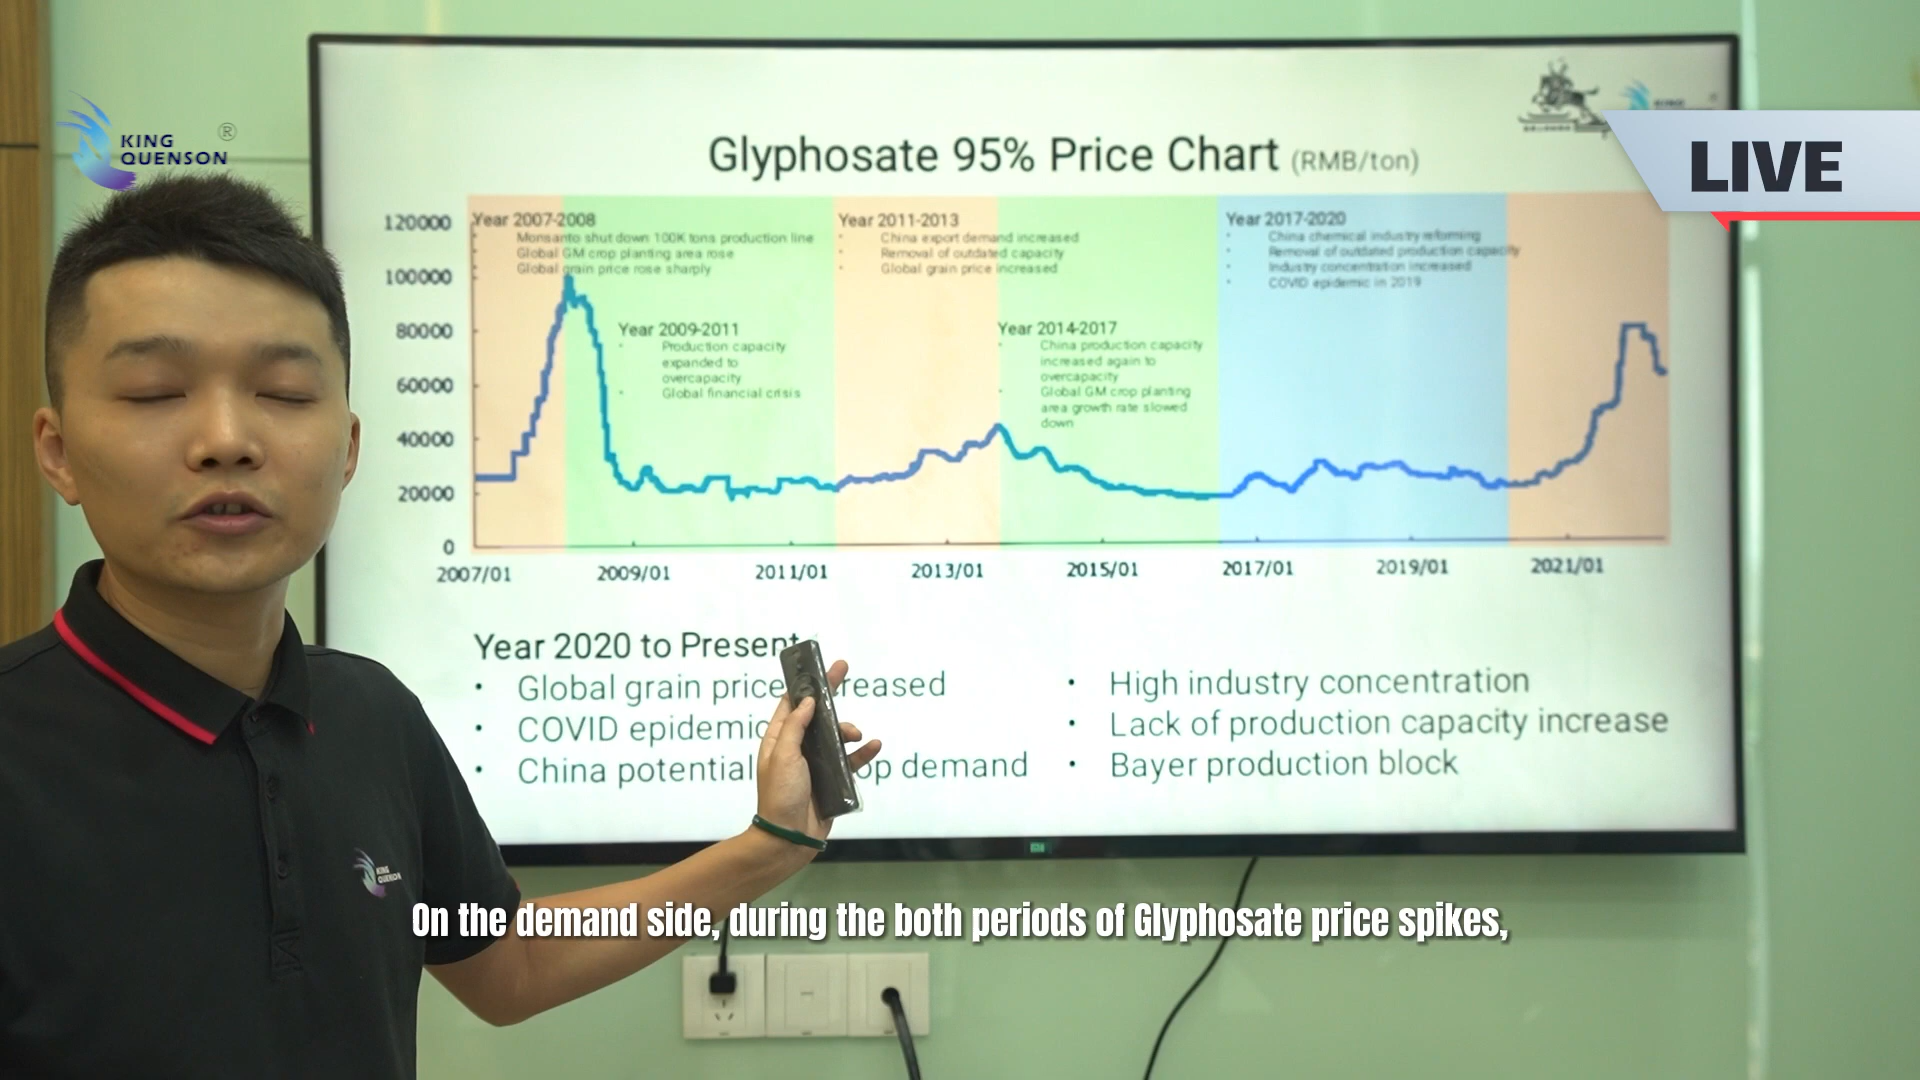 KING
QUENSON
®
LIVE
KING
Glyphosate 95% Price Chart (RMB/ton)
120000
100000
80000
60000
40000
20000
0
Year 2007-2008
Monsanto shut down 100K tons production line
Global GM crop planting area rose
Global grain price rose sharply
Year 2009-2011
Production capacity
expanded to
overcapacity
Global financial crisis
Year 2011-2013
China export demand increased
Removal of outdated capacity
Global grain price increased
Year 2014-2017
China production capacity
increased again to
overcapacity
Global GM crop planting
area growth rate slowed
down
Year 2017-2020
China chemical industry reforming
Removal of outdated production capacity
Industry concentration increased
COVID epidemic in 2019
2007/01 2009/01 2011/01 2013/01 2015/01 2017/01 2019/01 2021/01
Year 2020 to Present
• Global grain price reased
• COVID epidemic
• China potential op demand
• High industry concentration
• Lack of production capacity increase
• Bayer production block
KING
QUENSON
On the demand side, during the both periods of Glyphosate price spikes,